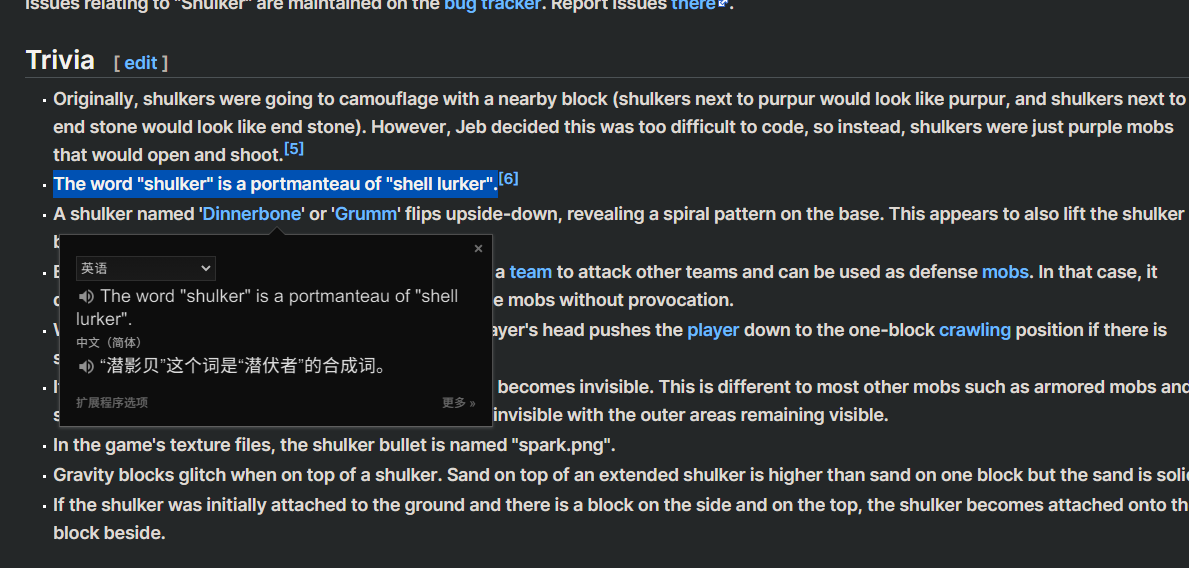 issues relating to "Shulker" are maintained on the bug tracker. Report issues there.
Trivia [ edit ]
Originally, shulkers were going to camouflage with a nearby block (shulkers next to purpur would look like purpur, and shulkers next to
end stone would look like end stone). However, Jeb decided this was too difficult to code, so instead, shulkers were just purple mobs
that would open and shoot.[5]
The word "shulker" is a portmanteau of "shell lurker".[6]
A shulker named 'Dinnerbone' or 'Grumm' flips upside-down, revealing a spiral pattern on the base. This appears to also lift the shulker
×
英语
The word "shulker" is a portmanteau of "shell
lurker".
中文（简体）
“潜影贝”这个词是“潜伏者”的合成词。
扩展程序选项
更多 »
a team to attack other teams and can be used as defense mobs. In that case, it
e mobs without provocation.
ayer's head pushes the player down to the one-block crawling position if there is
becomes invisible. This is different to most other mobs such as armored mobs and
invisible with the outer areas remaining visible.
In the game's texture files, the shulker bullet is named "spark.png".
Gravity blocks glitch when on top of a shulker. Sand on top of an extended shulker is higher than sand on one block but the sand is soli
If the shulker was initially attached to the ground and there is a block on the side and on the top, the shulker becomes attached onto th
block beside.